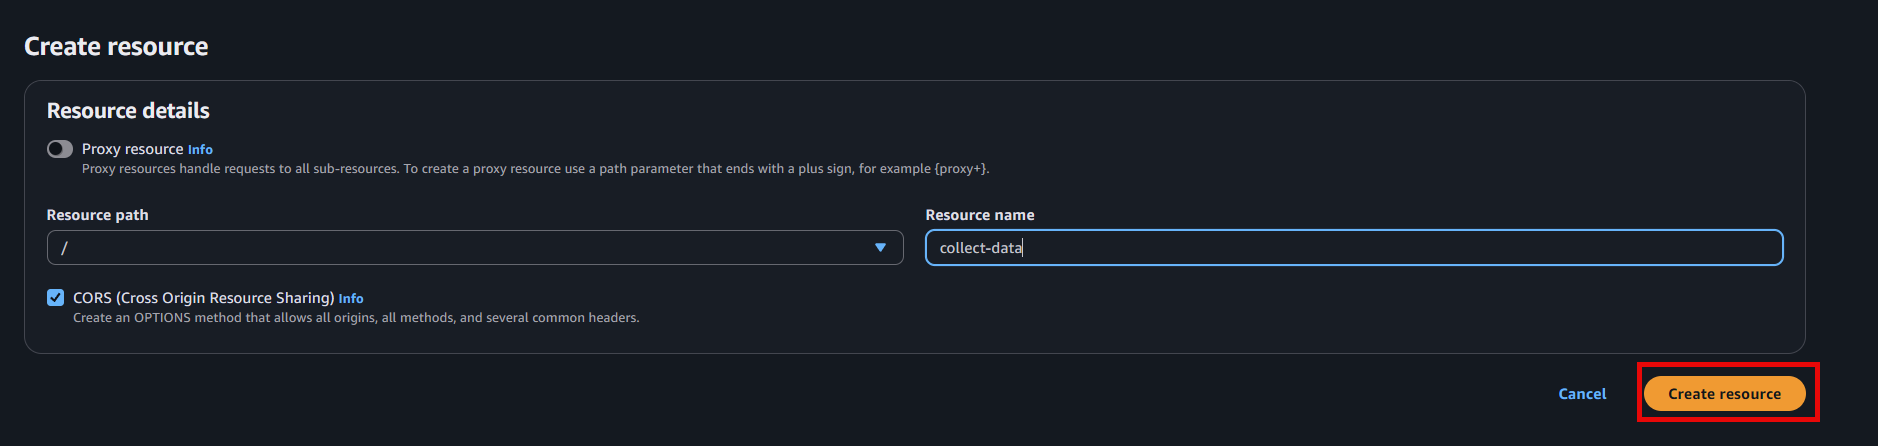 Create resource
Resource details
Proxy resource Info
Proxy resources handle requests to all sub-resources. To create a proxy resource use a path parameter that ends with a plus sign, for example {proxy+}.
Resource path
/
Resource name
collect-data
CORS (Cross Origin Resource Sharing) Info
Create an OPTIONS method that allows all origins, all methods, and several common headers.
Cancel
Create resource